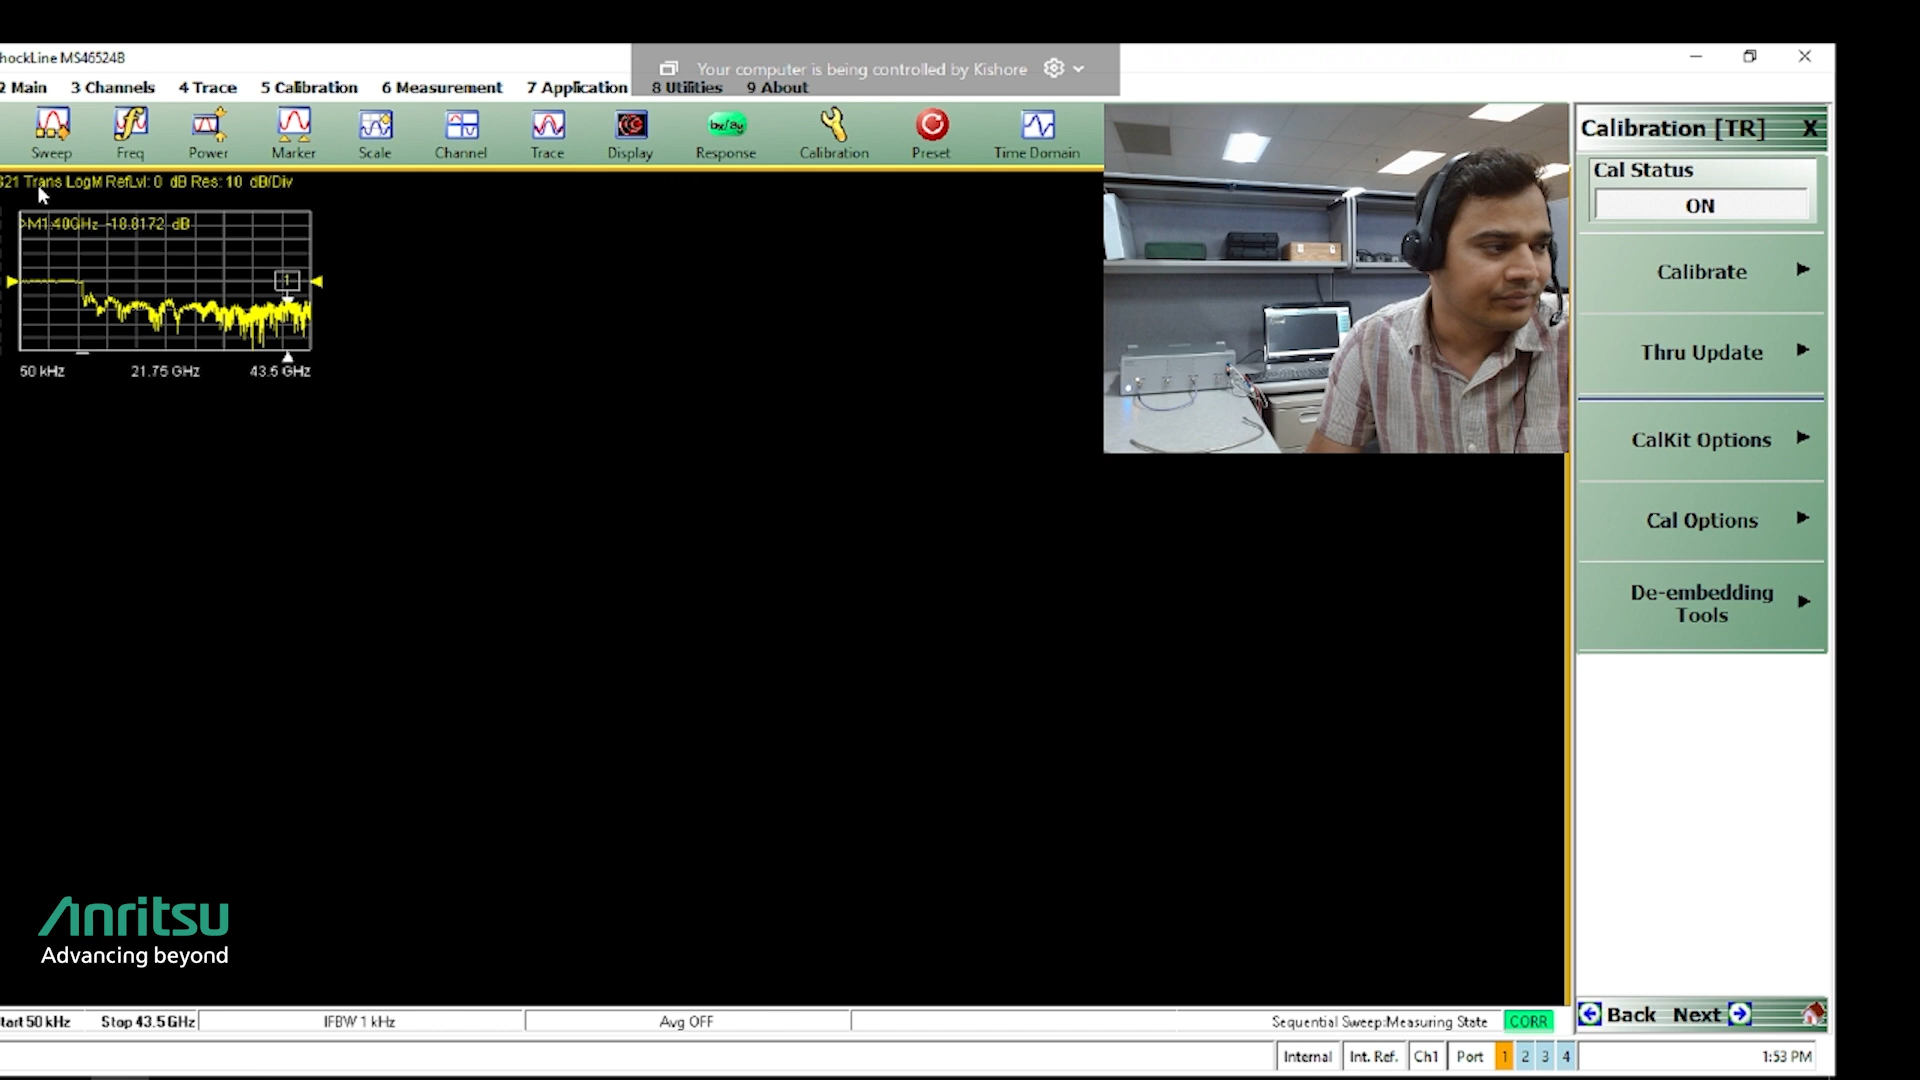 hockLine MS46524B
Your computer is being controlled by Kishore
2 Main 3 Channels 4 Trace 5 Calibration 6 Measurement 7 Application 8 Utilities 9 About
Sweep Freq Power Marker Scale Channel Trace Display Response Calibration Preset Time Domain
bx/ay
S21 Trans LogM RefLvl: 0 dB Res: 10 dB/Div
>M1:40GHz -18.8172 dB
1
50 kHz 21.75 GHz 43.5 GHz
Calibration [TR] X
Cal Status
ON
Calibrate
Thru Update
CalKit Options
Cal Options
De-embedding
Tools
Anritsu
Advancing beyond
tart 50 kHz Stop 43.5 GHz IFBW 1 kHz Avg OFF Sequential Sweep:Measuring State CORR
Back Next
Internal Int. Ref. Ch1 Port 1 2 3 4 1:53 PM